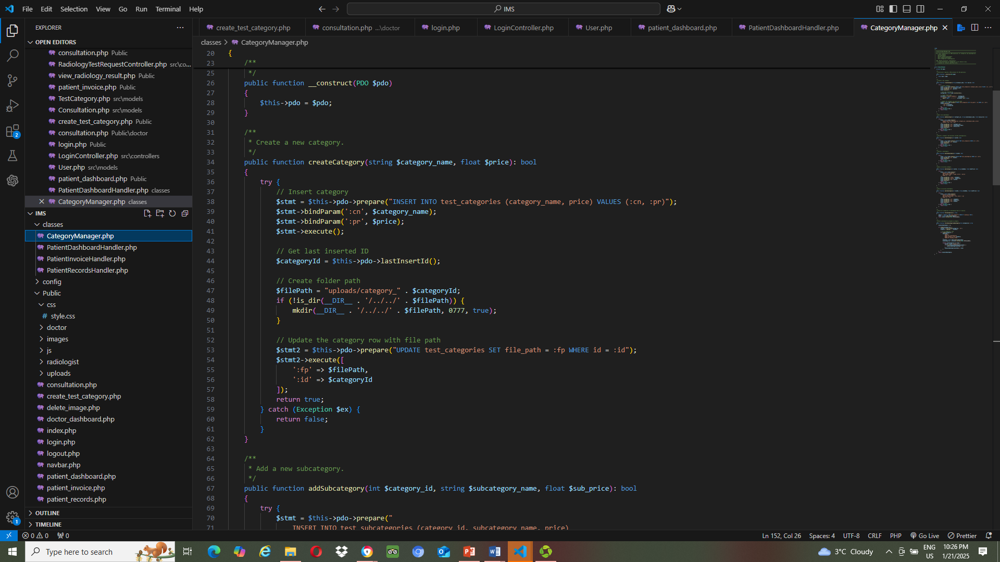 File Edit Selection View Go Run Terminal Help
IMS
EXPLORER
OPEN EDITORS
consultation.php Public
RadiologyTestRequestController.php src\co...
view_radiology_result.php Public
patient_invoice.php Public
TestCategory.php src\models
Consultation.php src\models
create_test_category.php Public
consultation.php Public\doctor
login.php Public
LoginController.php src\controllers
User.php src\models
patient_dashboard.php Public
PatientDashboardHandler.php classes
CategoryManager.php classes
IMS
classes
CategoryManager.php
PatientDashboardHandler.php
PatientInvoiceHandler.php
PatientRecordsHandler.php
config
Public
css
# style.css
doctor
images
js
radiologist
uploads
consultation.php
create_test_category.php
delete_image.php
doctor_dashboard.php
index.php
login.php
logout.php
navbar.php
patient_dashboard.php
patient_invoice.php
patient_records.php
OUTLINE
TIMELINE
2
1
create_test_category.php consultation.php ...\doctor login.php LoginController.php User.php patient_dashboard.php PatientDashboardHandler.php CategoryManager.php
classes > CategoryManager.php
20 {
23 /**
25 */
26 public function __construct(PDO $pdo)
27 {
28 $this->pdo = $pdo;
29 }
30
31 /**
32 * Create a new category.
33 */
34 public function createCategory(string $category_name, float $price): bool
35 {
36 try {
37 // Insert category
38 $stmt = $this->pdo->prepare("INSERT INTO test_categories (category_name, price) VALUES (:cn, :pr)");
39 $stmt->bindParam(':cn', $category_name);
40 $stmt->bindParam(':pr', $price);
41 $stmt->execute();
42
43 // Get last inserted ID
44 $categoryId = $this->pdo->lastInsertId();
45
46 // Create folder path
47 $filePath = "uploads/category_" . $categoryId;
48 if (!is_dir(__DIR__ . '/../../' . $filePath)) {
49 mkdir(__DIR__ . '/../../' . $filePath, 0777, true);
50 }
51
52 // Update the category row with file path
53 $stmt2 = $this->pdo->prepare("UPDATE test_categories SET file_path = :fp WHERE id = :id");
54 $stmt2->execute([
55 ':fp' => $filePath,
56 ':id' => $categoryId
57 ]);
58 return true;
59 } catch (Exception $ex) {
60 return false;
61 }
62 }
63
64 /**
65 * Add a new subcategory.
66 */
67 public function addSubcategory(int $category_id, string $subcategory_name, float $sub_price): bool
68 {
69 try {
70 $stmt = $this->pdo->prepare("
71 INSERT INTO test_subcategories (category_id, subcategory_name, price)
0 0 0
Ln 152, Col 26 Spaces: 4 UTF-8 CRLF PHP Go Live Prettier
Type here to search
3°C Cloudy
ENG
US
10:26 PM
1/21/2025